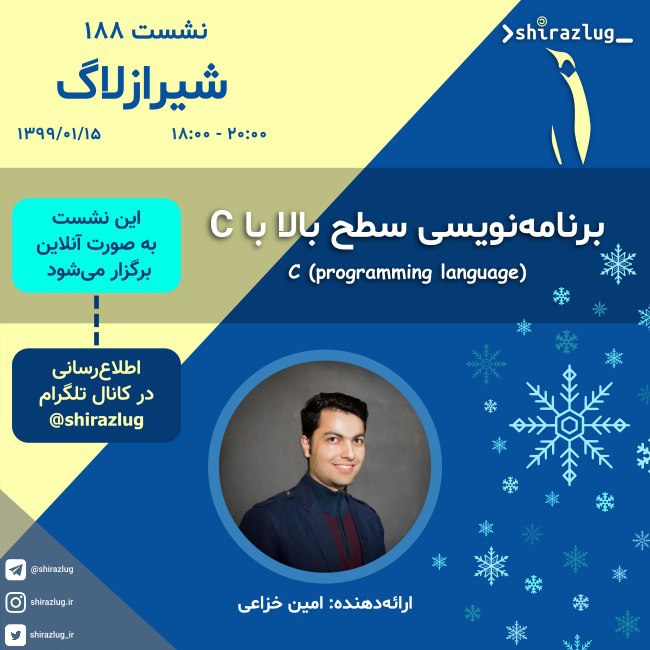 نشست ۱۸۸
شیرازلاگ
۱۸:۰۰ - ۲۰:۰۰
۱۳۹۹/۰۱/۱۵
>shirazlug_
برنامه‌نویسی سطح بالا با C
C (programming language)
این نشست
به صورت آنلاین
برگزار می‌شود
اطلاع‌رسانی
در کانال تلگرام
@shirazlug
ارائه‌دهنده: امین خزاعی
@shirazlug
shirazlug.ir
shirazlug_ir